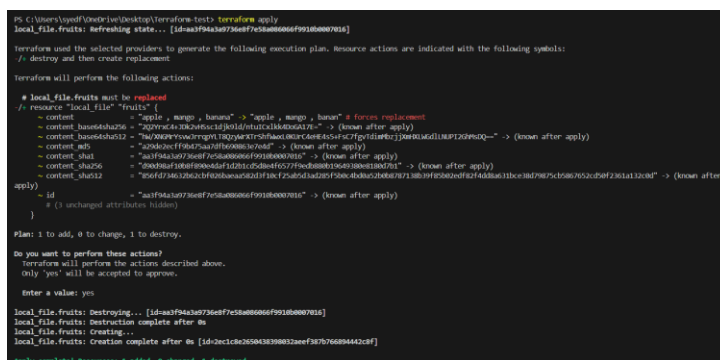 PS C:\Users\syedf\OneDrive\Desktop\Terraform-test> terraform apply
local_file.fruits: Refreshing state... [id=aa3f94a3a9736e8f7e58a086066f9910b0007016]
Terraform used the selected providers to generate the following execution plan. Resource actions are indicated with the following symbols:
-/+ destroy and then create replacement
Terraform will perform the following actions:
# local_file.fruits must be replaced
-/+ resource "local_file" "fruits" {
~ content = "apple , mango , banana" -> "apple , mango , banan" # forces replacement
~ content_base64sha256 = -> (known after apply)
~ content_base64sha512 = -> (known after apply)
~ content_md5 = "a29de2ecff9b475aa7dfb690863e7e4d" -> (known after apply)
~ content_sha1 = "aa3f94a3a9736e8f7e58a086066f9910b0007016" -> (known after apply)
~ content_sha256 = -> (known after apply)
~ content_sha512 = -> (known after
apply)
~ id = "aa3f94a3a9736e8f7e58a086066f9910b0007016" -> (known after apply)
# (3 unchanged attributes hidden)
}
Plan: 1 to add, 0 to change, 1 to destroy.
Do you want to perform these actions?
Terraform will perform the actions described above.
Only 'yes' will be accepted to approve.
Enter a value: yes
local_file.fruits: Destroying... [id=aa3f94a3a9736e8f7e58a086066f9910b0007016]
local_file.fruits: Destruction complete after 0s
local_file.fruits: Creating...
local_file.fruits: Creation complete after 0s [id=2ec1c8e2650438398032aeef387b766894442c8f]